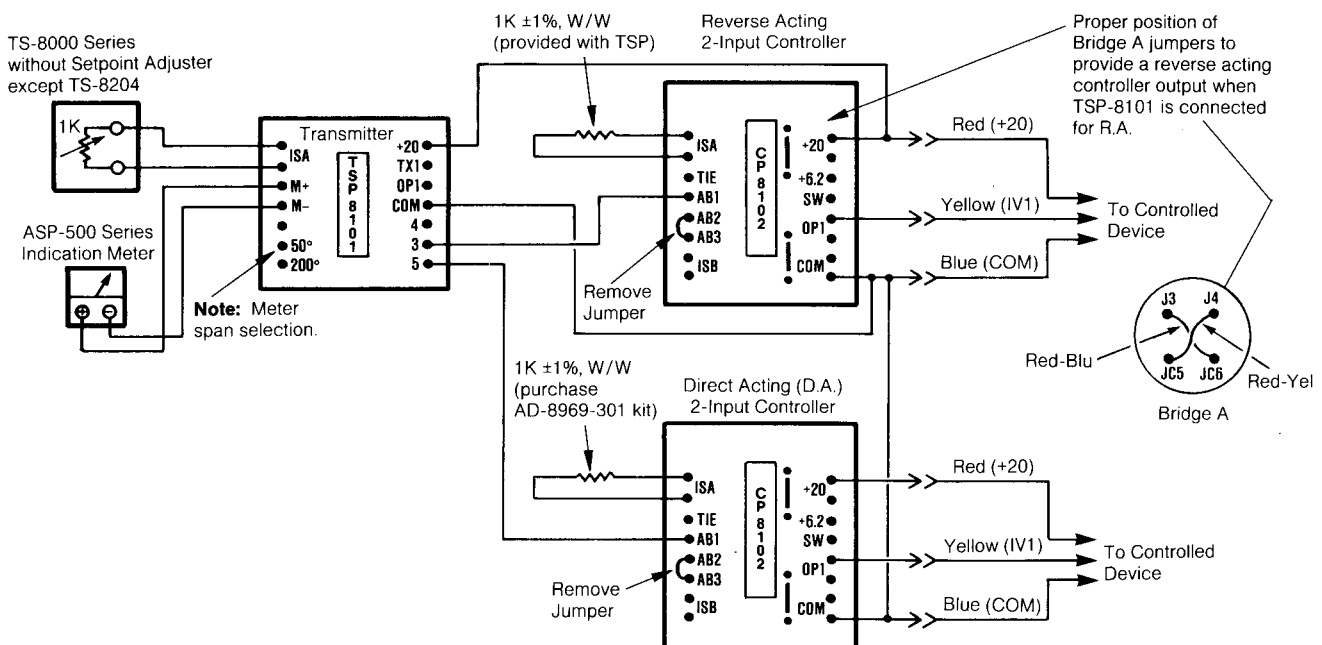 TS-8000 Series
without Setpoint Adjuster
except TS-8204
1K
ASP-500 Series
Indication Meter
Note: Meter
span selection.
Transmitter
TSP8101
ISA
M+
M−
50°
200°
+20
TX1
OP1
COM
4
3
5
1K ±1%, W/W
(provided with TSP)
Reverse Acting
2-Input Controller
CP8102
ISA
TIE
AB1
AB2
AB3
ISB
+20
+6.2
SW
OP1
COM
Remove
Jumper
Red (+20)
Yellow (IV1)
Blue (COM)
To Controlled
Device
Proper position of
Bridge A jumpers to
provide a reverse acting
controller output when
TSP-8101 is connected
for R.A.
J3 J4
JC5 JC6
Red-Blu
Red-Yel
Bridge A
1K ±1%, W/W
(purchase
AD-8969-301 kit)
Direct Acting (D.A.)
2-Input Controller
CP8102
ISA
TIE
AB1
AB2
AB3
ISB
+20
+6.2
SW
OP1
COM
Remove
Jumper
Red (+20)
Yellow (IV1)
Blue (COM)
To Controlled
Device